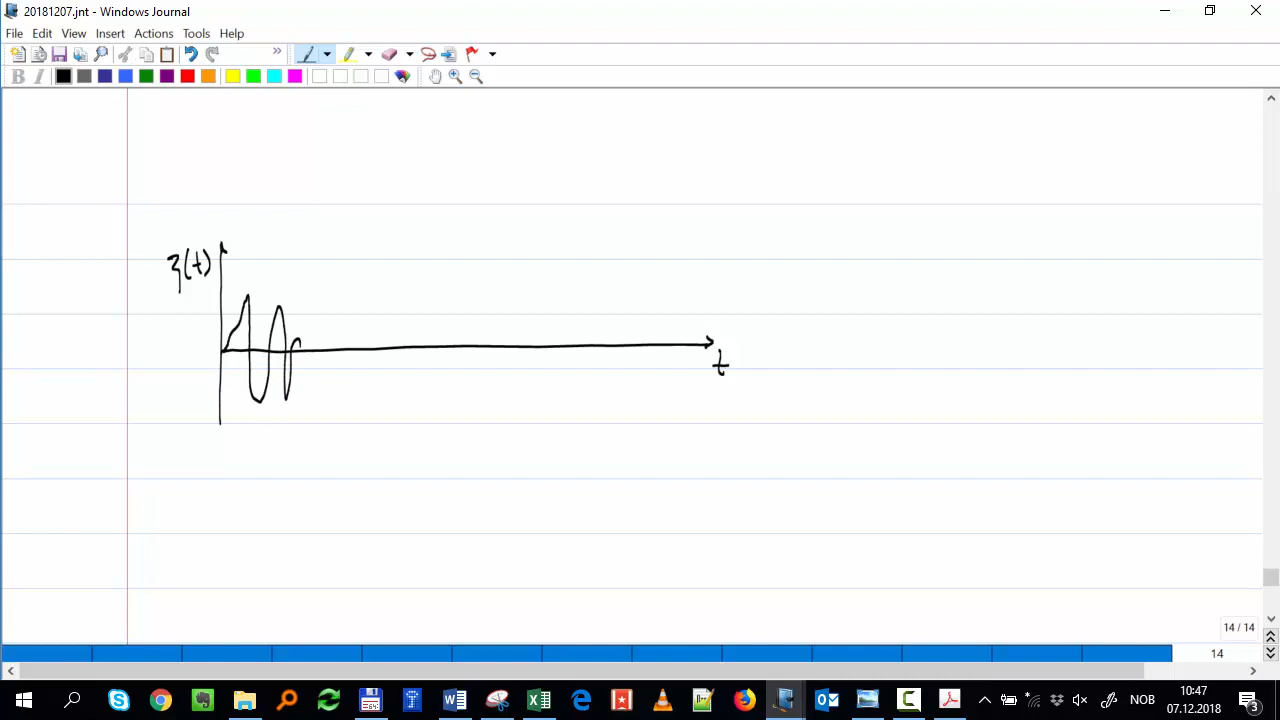 20181207.jnt - Windows Journal
File Edit View Insert Actions Tools Help
B I
ζ(t)
t
14 / 14
14
NOB
10:47
07.12.2018
3